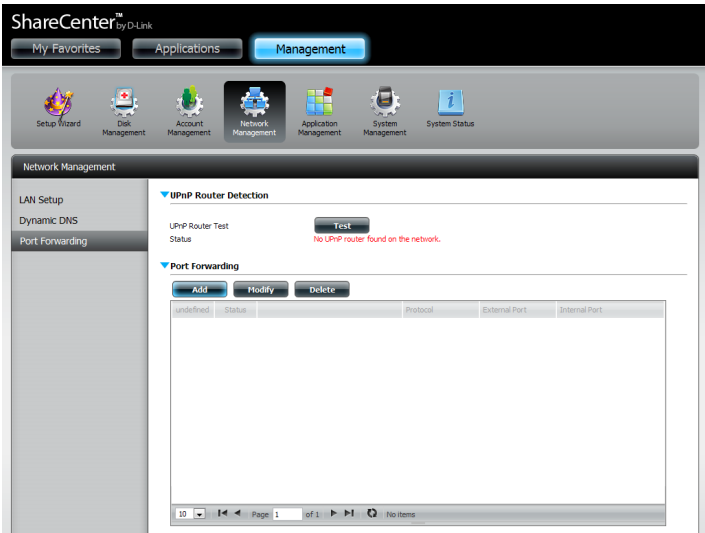 ShareCenter™ by D-Link
My Favorites Applications Management
Setup Wizard Disk Management Account Management Network Management Application Management System Management System Status
Network Management
LAN Setup
Dynamic DNS
Port Forwarding
UPnP Router Detection
UPnP Router Test Test
Status No UPnP router found on the network.
Port Forwarding
Add Modify Delete
undefined Status Protocol External Port Internal Port
10 Page 1 of 1 No items